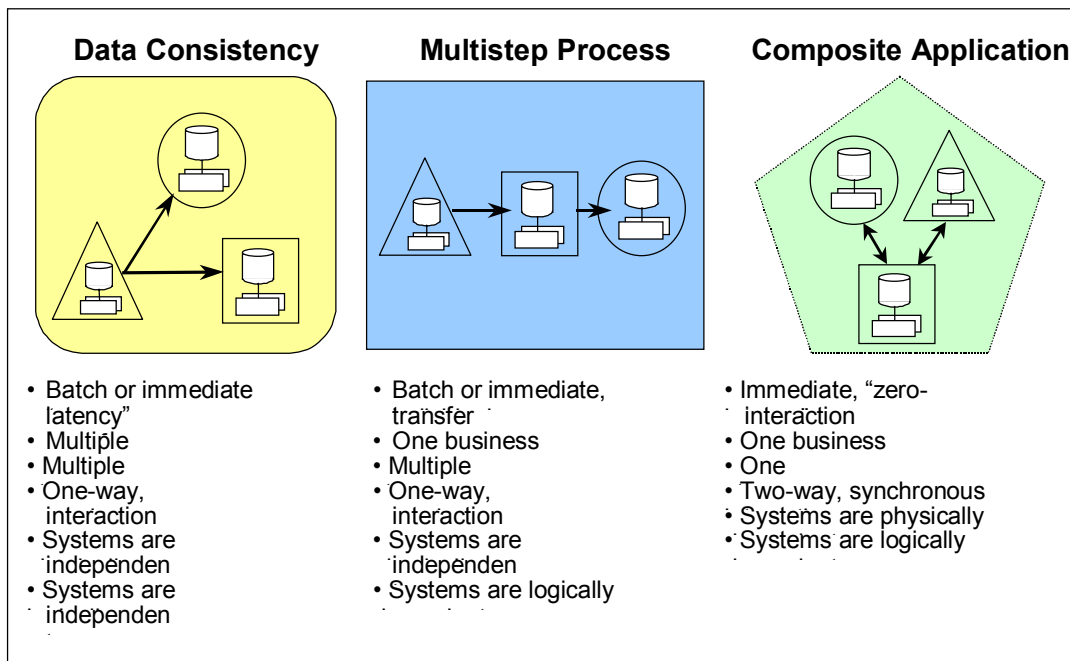 Data Consistency
Multistep Process
Composite Application
• Batch or immediate
latency”
• Multiple
• Multiple
• One-way,
interaction
• Systems are
independen
• Systems are
independen
• Batch or immediate,
transfer
• One business
• Multiple
• One-way,
interaction
• Systems are
independen
• Systems are logically
• Immediate, “zero-
interaction
• One business
• One
• Two-way, synchronous
• Systems are physically
• Systems are logically